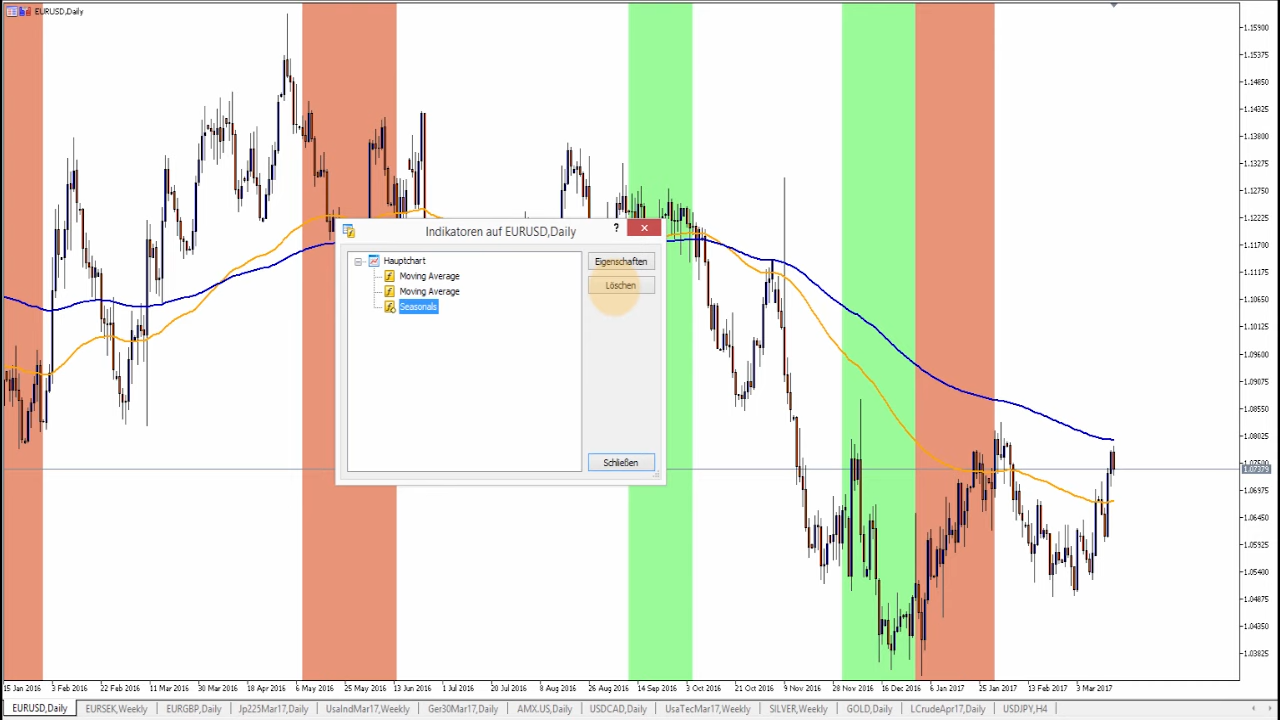 EURUSD,Daily
1.15900
1.15375
1.14850
1.14325
1.13800
1.13275
1.12750
1.12225
1.11700
1.11175
1.10650
1.10125
1.09600
1.09075
1.08550
1.08025
1.07500
1.07379
1.06975
1.06450
1.05925
1.05400
1.04875
1.04350
1.03825
Indikatoren auf EURUSD,Daily ?
Hauptchart
Moving Average
Moving Average
Seasonals
Eigenschaften
Löschen
Schließen
15 Jan 2016 3 Feb 2016 22 Feb 2016 11 Mar 2016 30 Mar 2016 18 Apr 2016 6 May 2016 25 May 2016 13 Jun 2016 1 Jul 2016 20 Jul 2016 8 Aug 2016 26 Aug 2016 14 Sep 2016 3 Oct 2016 21 Oct 2016 9 Nov 2016 28 Nov 2016 16 Dec 2016 6 Jan 2017 25 Jan 2017 13 Feb 2017 3 Mar 2017
EURUSD,Daily EURSEK,Weekly EURGBP,Daily Jp225Mar17,Daily UsaIndMar17,Weekly Ger30Mar17,Daily AMX.US,Daily USDCAD,Daily UsaTecMar17,Weekly SILVER,Weekly GOLD,Daily LCrudeApr17,Daily USDJPY,H4